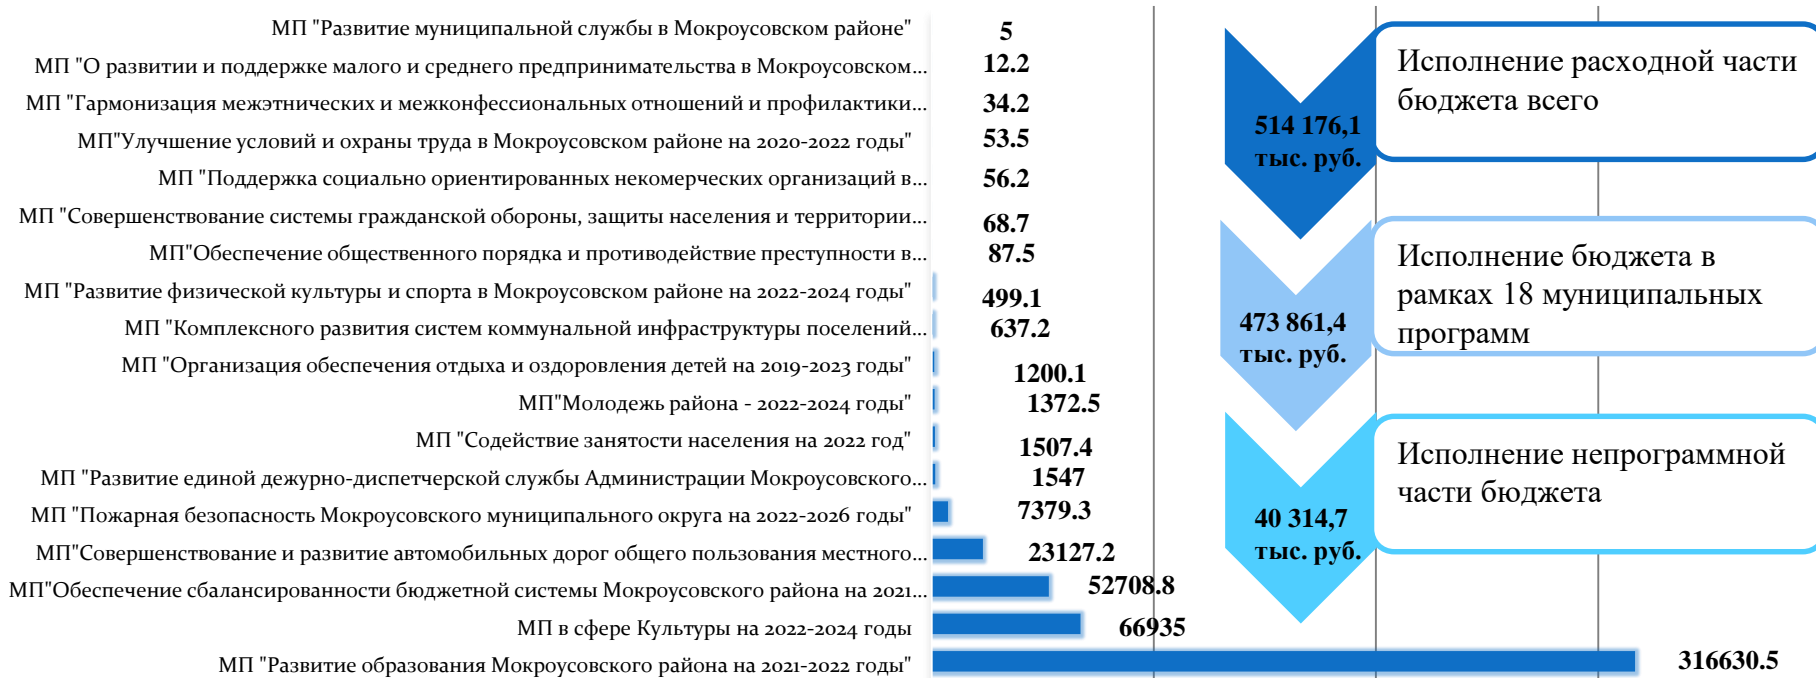 МП "Развитие муниципальной службы в Мокроусовском районе"
5
МП "О развитии и поддержке малого и среднего предпринимательства в Мокроусовском...
12.2
МП "Гармонизация межэтнических и межконфессиональных отношений и профилактики...
34.2
МП"Улучшение условий и охраны труда в Мокроусовском районе на 2020-2022 годы"
53.5
МП "Поддержка социально ориентированных некомерческих организаций в...
56.2
МП "Совершенствование системы гражданской обороны, защиты населения и территории...
68.7
МП"Обеспечение общественного порядка и противодействие преступности в...
87.5
МП "Развитие физической культуры и спорта в Мокроусовском районе на 2022-2024 годы"
499.1
МП "Комплексного развития систем коммунальной инфраструктуры поселений...
637.2
МП "Организация обеспечения отдыха и оздоровления детей на 2019-2023 годы"
1200.1
МП"Молодежь района - 2022-2024 годы"
1372.5
МП "Содействие занятости населения на 2022 год"
1507.4
МП "Развитие единой дежурно-диспетчерской службы Администрации Мокроусовского...
1547
МП "Пожарная безопасность Мокроусовского муниципального округа на 2022-2026 годы"
7379.3
МП"Совершенствование и развитие автомобильных дорог общего пользования местного...
23127.2
МП"Обеспечение сбалансированности бюджетной системы Мокроусовского района на 2021...
52708.8
МП в сфере Культуры на 2022-2024 годы
66935
МП "Развитие образования Мокроусовского района на 2021-2022 годы"
316630.5
514 176,1
тыс. руб.
Исполнение расходной части
бюджета всего
473 861,4
тыс. руб.
Исполнение бюджета в
рамках 18 муниципальных
программ
40 314,7
тыс. руб.
Исполнение непрограммной
части бюджета